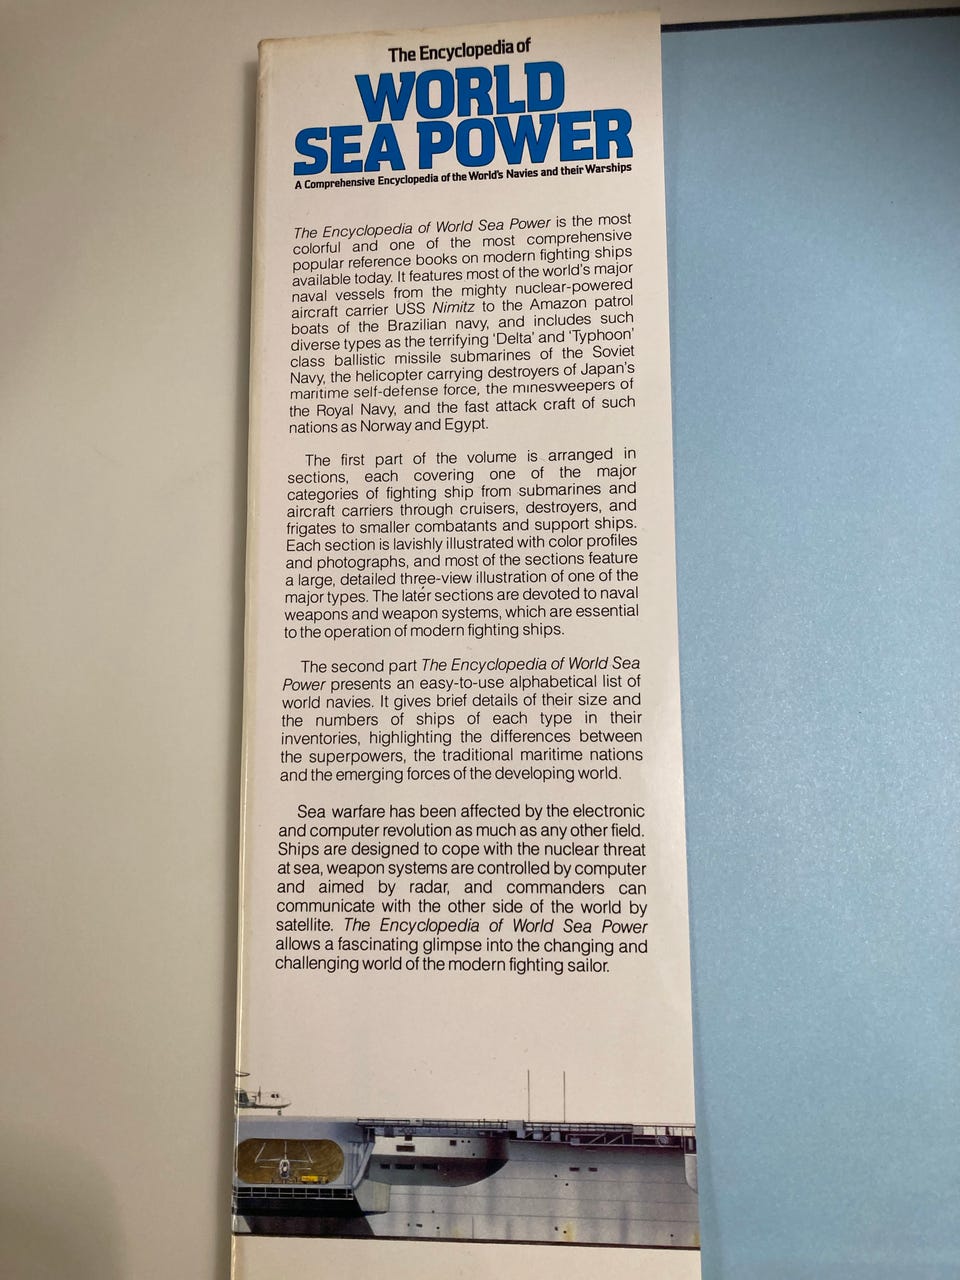 The Encyclopedia of
WORLD
SEA POWER
A Comprehensive Encyclopedia of the World's Navies and their Warships
The Encyclopedia of World Sea Power is the most
colorful and one of the most comprehensive
popular reference books on modern fighting ships
available today. It features most of the world's major
naval vessels from the mighty nuclear-powered
aircraft carrier USS Nimitz to the Amazon patrol
boats of the Brazilian navy, and includes such
diverse types as the terrifying 'Delta' and 'Typhoon'
class ballistic missile submarines of the Soviet
Navy, the helicopter carrying destroyers of Japan's
maritime self-defense force, the minesweepers of
the Royal Navy, and the fast attack craft of such
nations as Norway and Egypt.
The first part of the volume is arranged in
sections, each covering one of the major
categories of fighting ship from submarines and
aircraft carriers through cruisers, destroyers, and
frigates to smaller combatants and support ships.
Each section is lavishly illustrated with color profiles
and photographs, and most of the sections feature
a large, detailed three-view illustration of one of the
major types. The later sections are devoted to naval
weapons and weapon systems, which are essential
to the operation of modern fighting ships.
The second part The Encyclopedia of World Sea
Power presents an easy-to-use alphabetical list of
world navies. It gives brief details of their size and
the numbers of ships of each type in their
inventories, highlighting the differences between
the superpowers, the traditional maritime nations
and the emerging forces of the developing world.
Sea warfare has been affected by the electronic
and computer revolution as much as any other field.
Ships are designed to cope with the nuclear threat
at sea, weapon systems are controlled by computer
and aimed by radar, and commanders can
communicate with the other side of the world by
satellite. The Encyclopedia of World Sea Power
allows a fascinating glimpse into the changing and
challenging world of the modern fighting sailor.